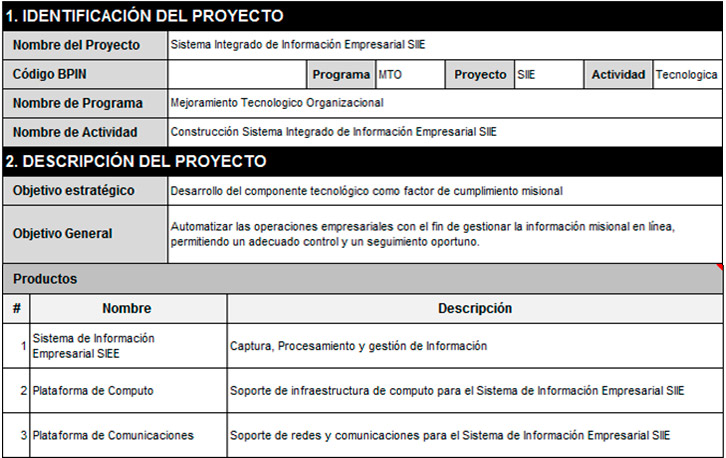 1. IDENTIFICACIÓN DEL PROYECTO
Nombre del Proyecto Sistema Integrado de Información Empresarial SIIE
Código BPIN Programa MTO Proyecto SIIE Actividad Tecnologica
Nombre de Programa Mejoramiento Tecnologico Organizacional
Nombre de Actividad Construcción Sistema Integrado de Información Empresarial SIIE
2. DESCRIPCIÓN DEL PROYECTO
Objetivo estratégico Desarrollo del componente tecnológico como factor de cumplimiento misional
Objetivo General Automatizar las operaciones empresariales con el fin de gestionar la información misional en línea,
permitiendo un adecuado control y un seguimiento oportuno.
Productos
# Nombre Descripción
1 Sistema de Información
Empresarial SIEE Captura, Procesamiento y gestión de Información
2 Plataforma de Computo Soporte de infraestructura de computo para el Sistema de Información Empresarial SIIE
3 Plataforma de Comunicaciones Soporte de redes y comunicaciones para el Sistema de Información Empresarial SIIE